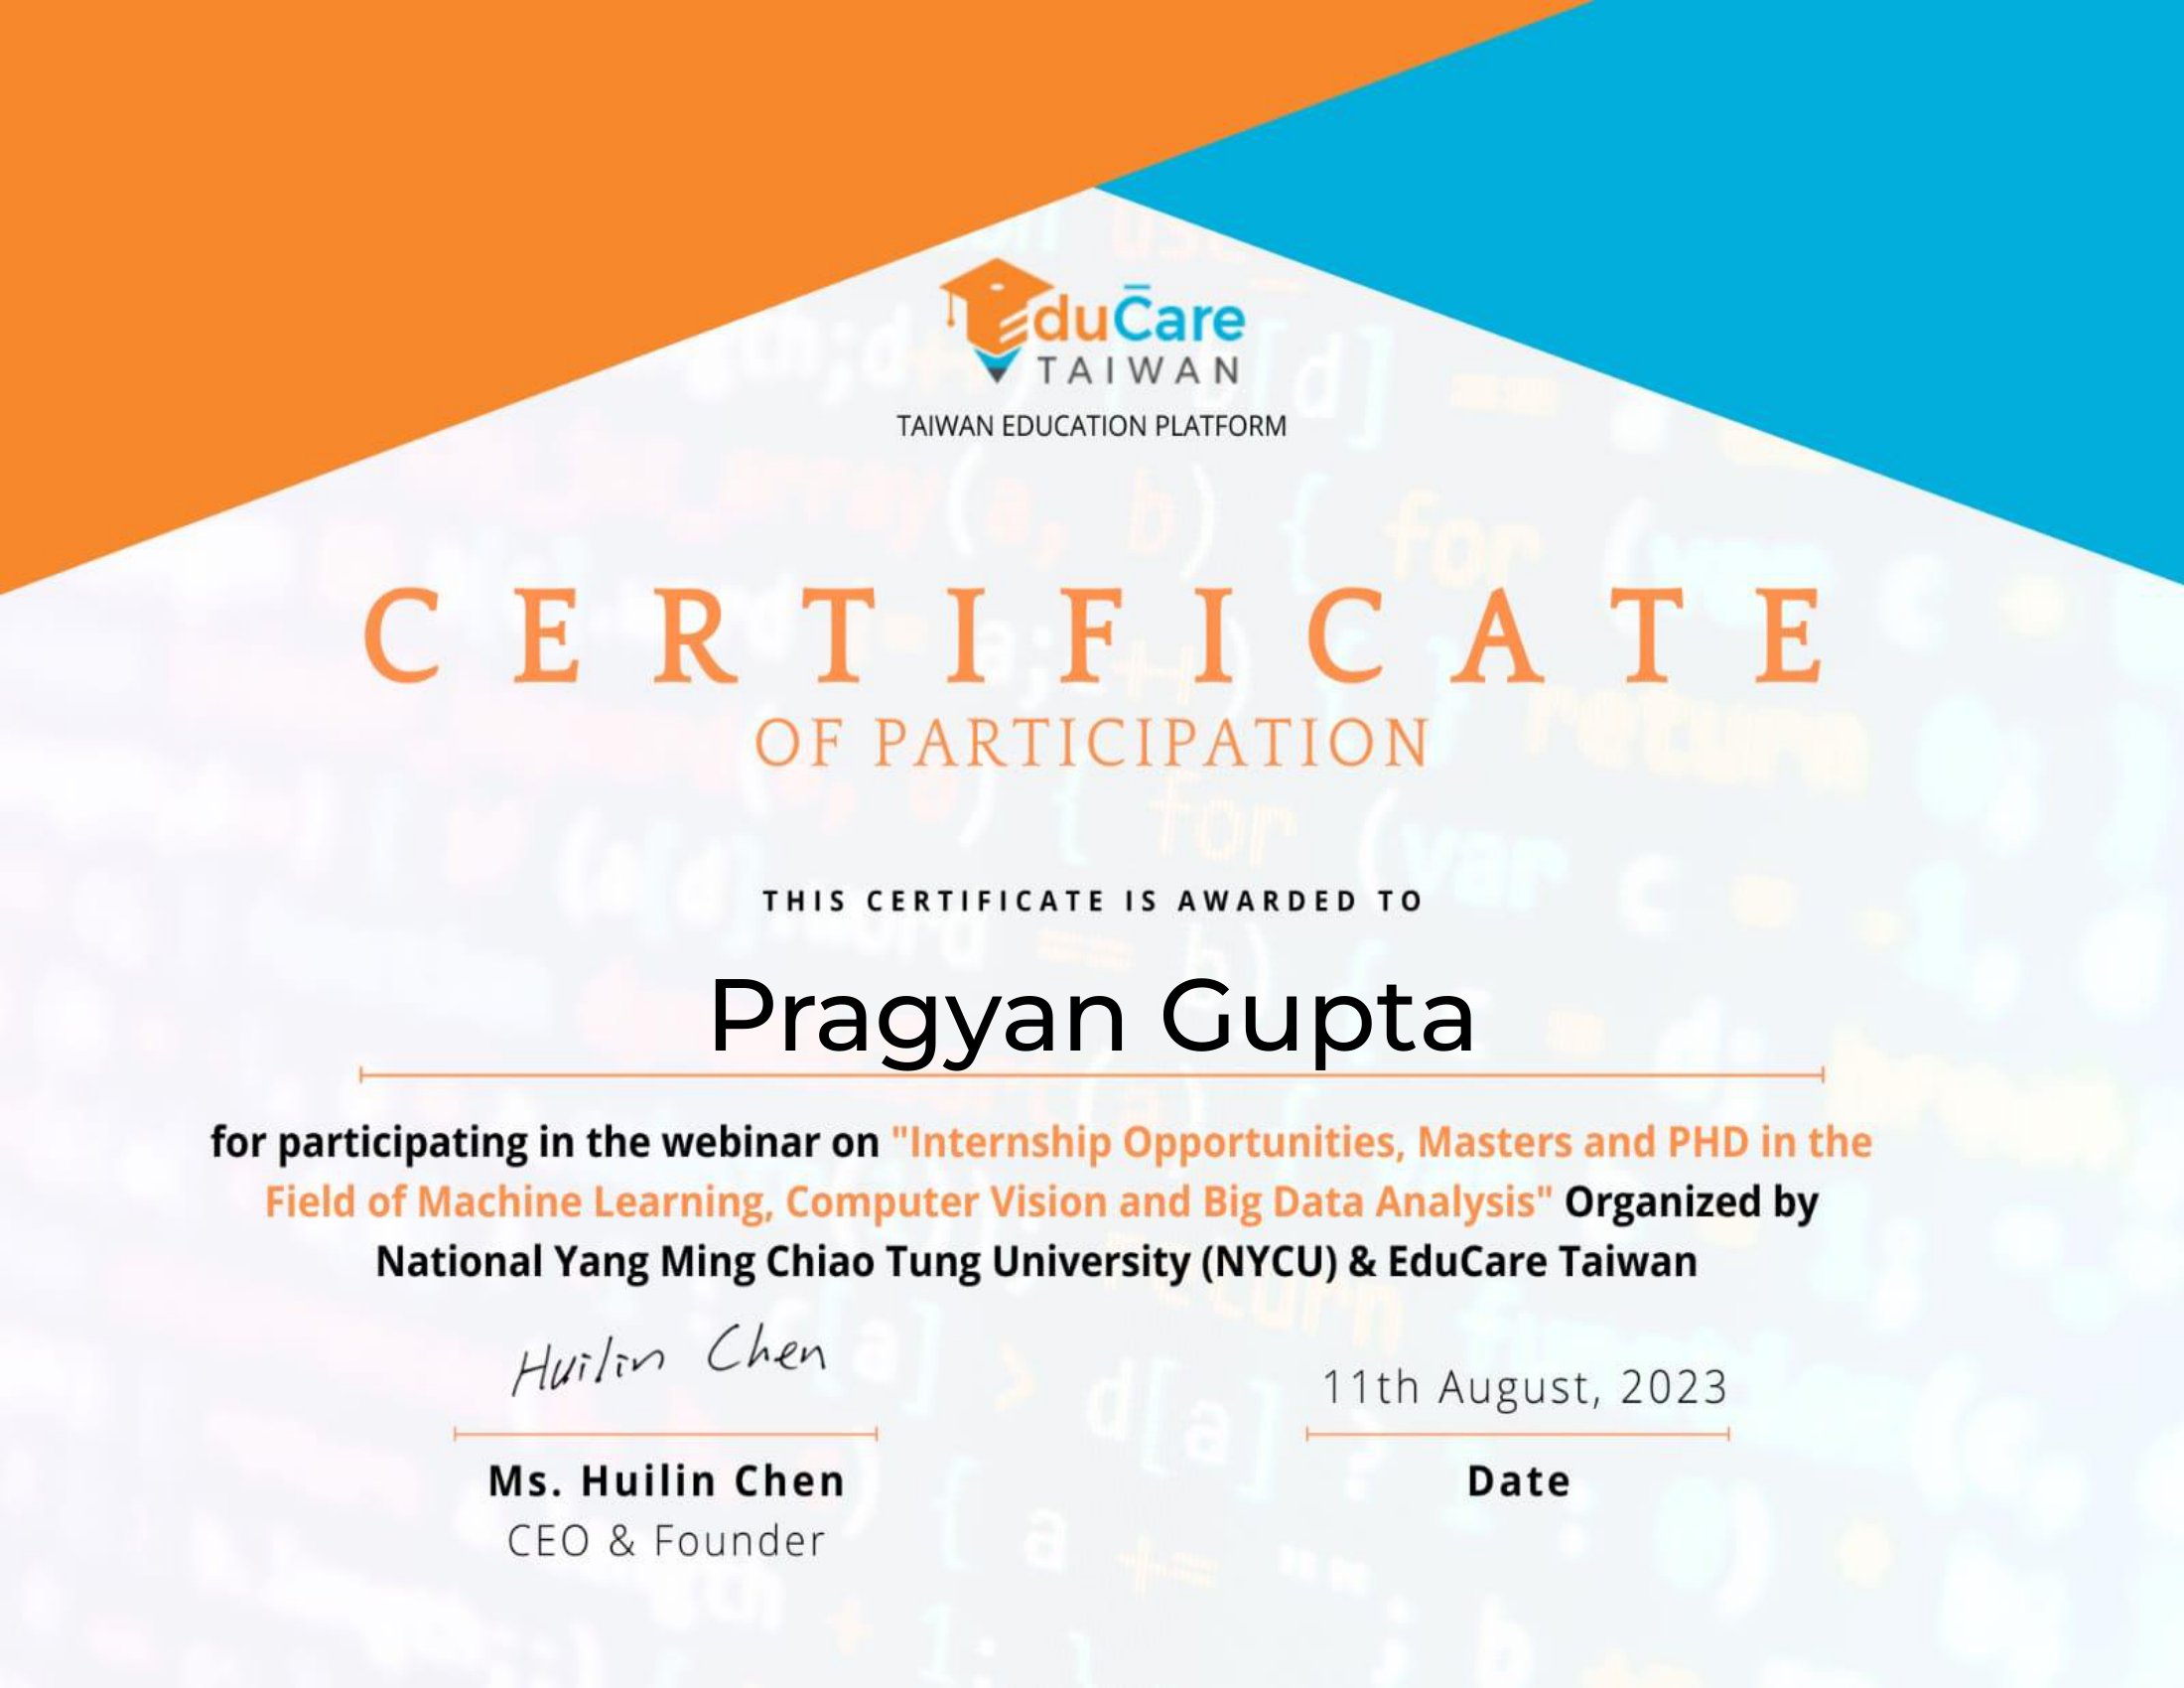 EduCare
TAIWAN
TAIWAN EDUCATION PLATFORM
CERTIFICATE
OF PARTICIPATION
THIS CERTIFICATE IS AWARDED TO
Pragyan Gupta
for participating in the webinar on "Internship Opportunities, Masters and PHD in the
Field of Machine Learning, Computer Vision and Big Data Analysis" Organized by
National Yang Ming Chiao Tung University (NYCU) & EduCare Taiwan
Huilin Chen
11th August, 2023
Ms. Huilin Chen
Date
CEO & Founder